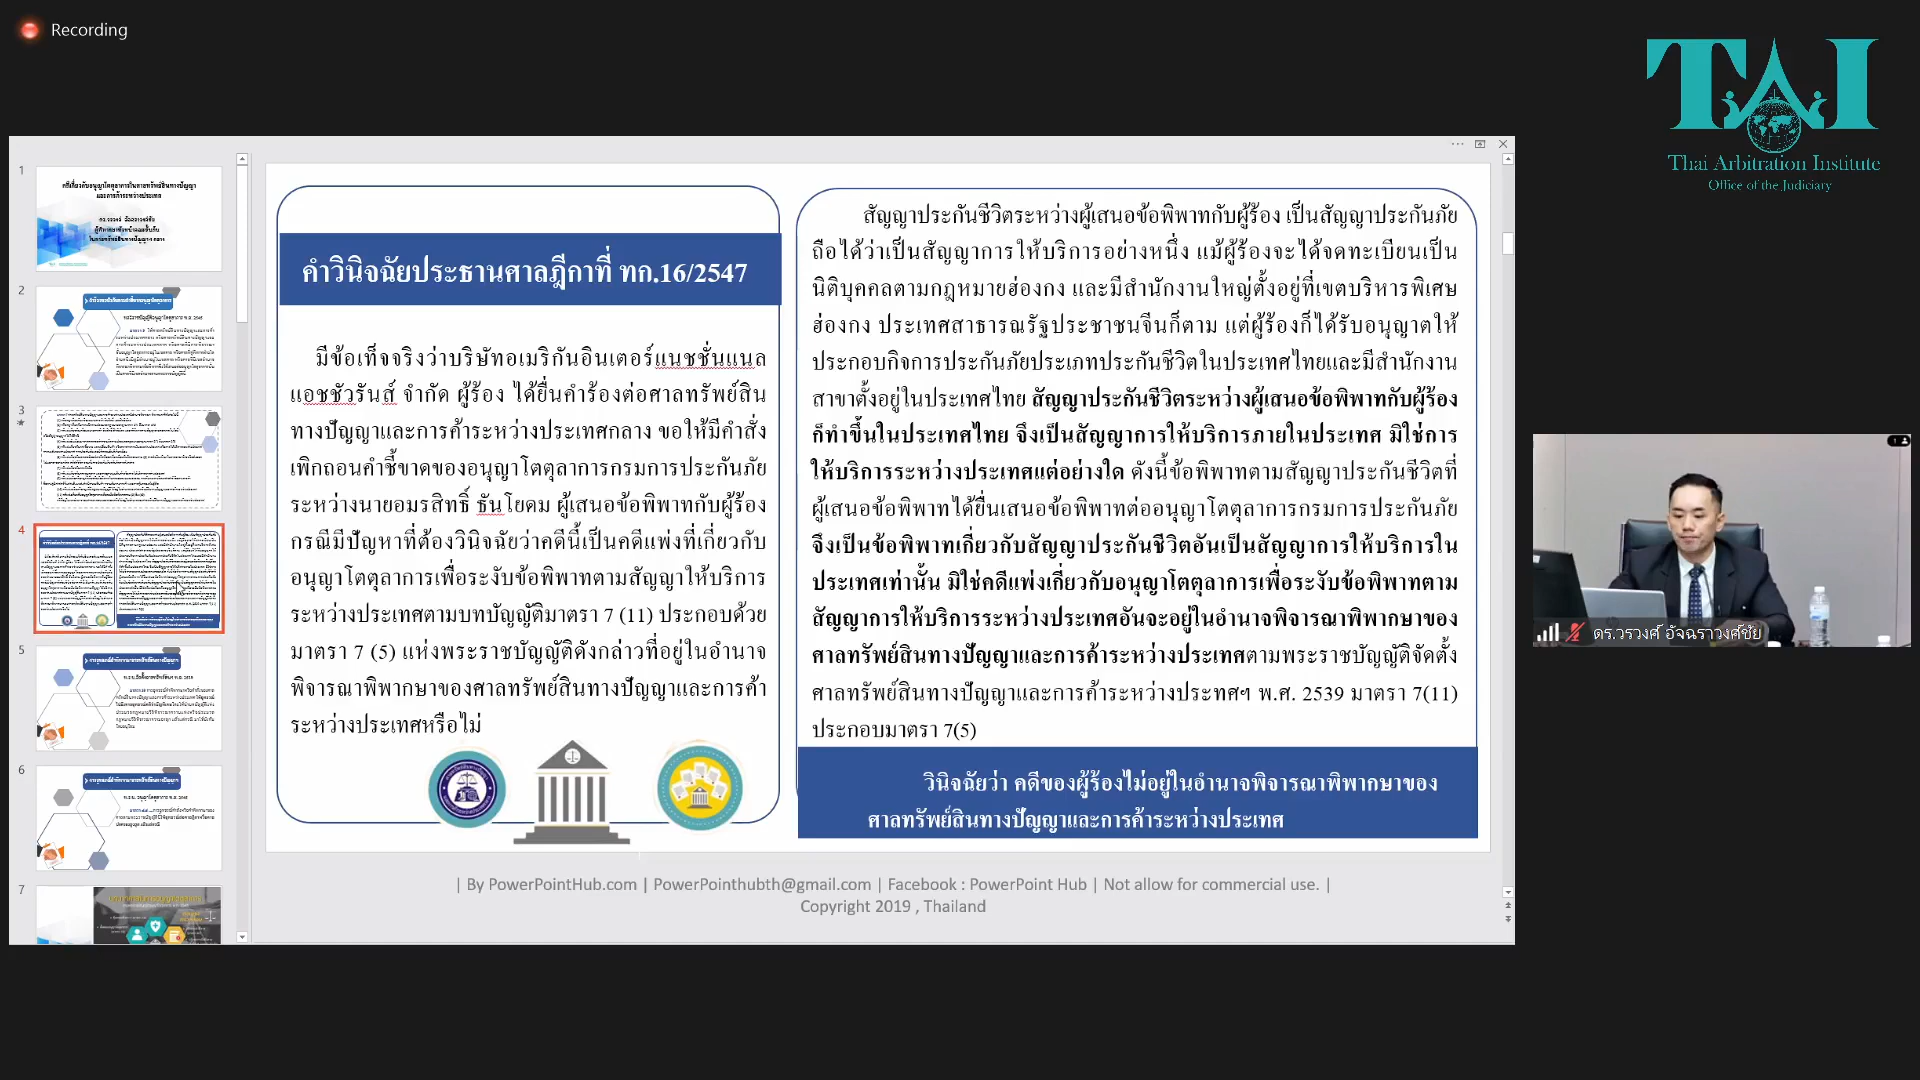 Recording
TAI
Thai Arbitration Institute
Office of the Judiciary
1
2
3
4
5
6
7
คำวินิจฉัยประธานศาลฎีกาที่ ทก.16/2547
มีข้อเท็จจริงว่าบริษัทอเมริกันอินเตอร์แนชชั่นแนล
แอชชัวรันส์ จำกัด ผู้ร้อง ได้ยื่นคำร้องต่อศาลทรัพย์สิน
ทางปัญญาและการค้าระหว่างประเทศกลาง ขอให้มีคำสั่ง
เพิกถอนคำชี้ขาดของอนุญาโตตุลาการกรมการประกันภัย
ระหว่างนายอมรสิทธิ์ ธันโยดม ผู้เสนอข้อพิพาทกับผู้ร้อง
กรณีมีปัญหาที่ต้องวินิจฉัยว่าคดีนี้เป็นคดีแพ่งที่เกี่ยวกับ
อนุญาโตตุลาการเพื่อระงับข้อพิพาทตามสัญญาให้บริการ
ระหว่างประเทศตามบทบัญญัติมาตรา 7 (11) ประกอบด้วย
มาตรา 7 (5) แห่งพระราชบัญญัติดังกล่าวที่อยู่ในอำนาจ
พิจารณาพิพากษาของศาลทรัพย์สินทางปัญญาและการค้า
ระหว่างประเทศหรือไม่
สัญญาประกันชีวิตระหว่างผู้เสนอข้อพิพาทกับผู้ร้อง เป็นสัญญาประกันภัย
ถือได้ว่าเป็นสัญญาการให้บริการอย่างหนึ่ง แม้ผู้ร้องจะได้จดทะเบียนเป็น
นิติบุคคลตามกฎหมายฮ่องกง และมีสำนักงานใหญ่ตั้งอยู่ที่เขตบริหารพิเศษ
ฮ่องกง ประเทศสาธารณรัฐประชาชนจีนก็ตาม แต่ผู้ร้องก็ได้รับอนุญาตให้
ประกอบกิจการประกันภัยประเภทประกันชีวิตในประเทศไทยและมีสำนักงาน
สาขาตั้งอยู่ในประเทศไทย สัญญาประกันชีวิตระหว่างผู้เสนอข้อพิพาทกับผู้ร้อง
ก็ทำขึ้นในประเทศไทย จึงเป็นสัญญาการให้บริการภายในประเทศ มิใช่การ
ให้บริการระหว่างประเทศแต่อย่างใด ดังนี้ข้อพิพาทตามสัญญาประกันชีวิตที่
ผู้เสนอข้อพิพาทได้ยื่นเสนอข้อพิพาทต่ออนุญาโตตุลาการกรมการประกันภัย
จึงเป็นข้อพิพาทเกี่ยวกับสัญญาประกันชีวิตอันเป็นสัญญาการให้บริการใน
ประเทศเท่านั้น มิใช่คดีแพ่งเกี่ยวกับอนุญาโตตุลาการเพื่อระงับข้อพิพาทตาม
สัญญาการให้บริการระหว่างประเทศอันจะอยู่ในอำนาจพิจารณาพิพากษาของ
ศาลทรัพย์สินทางปัญญาและการค้าระหว่างประเทศตามพระราชบัญญัติจัดตั้ง
ศาลทรัพย์สินทางปัญญาและการค้าระหว่างประเทศฯ พ.ศ. 2539 มาตรา 7(11)
ประกอบมาตรา 7(5)
วินิจฉัยว่า คดีของผู้ร้องไม่อยู่ในอำนาจพิจารณาพิพากษาของ
ศาลทรัพย์สินทางปัญญาและการค้าระหว่างประเทศ
| By PowerPointHub.com | PowerPointhubth@gmail.com | Facebook : PowerPoint Hub | Not allow for commercial use. |
Copyright 2019 , Thailand
ดร.วรวงศ์ อัจฉราวงศ์ชัย